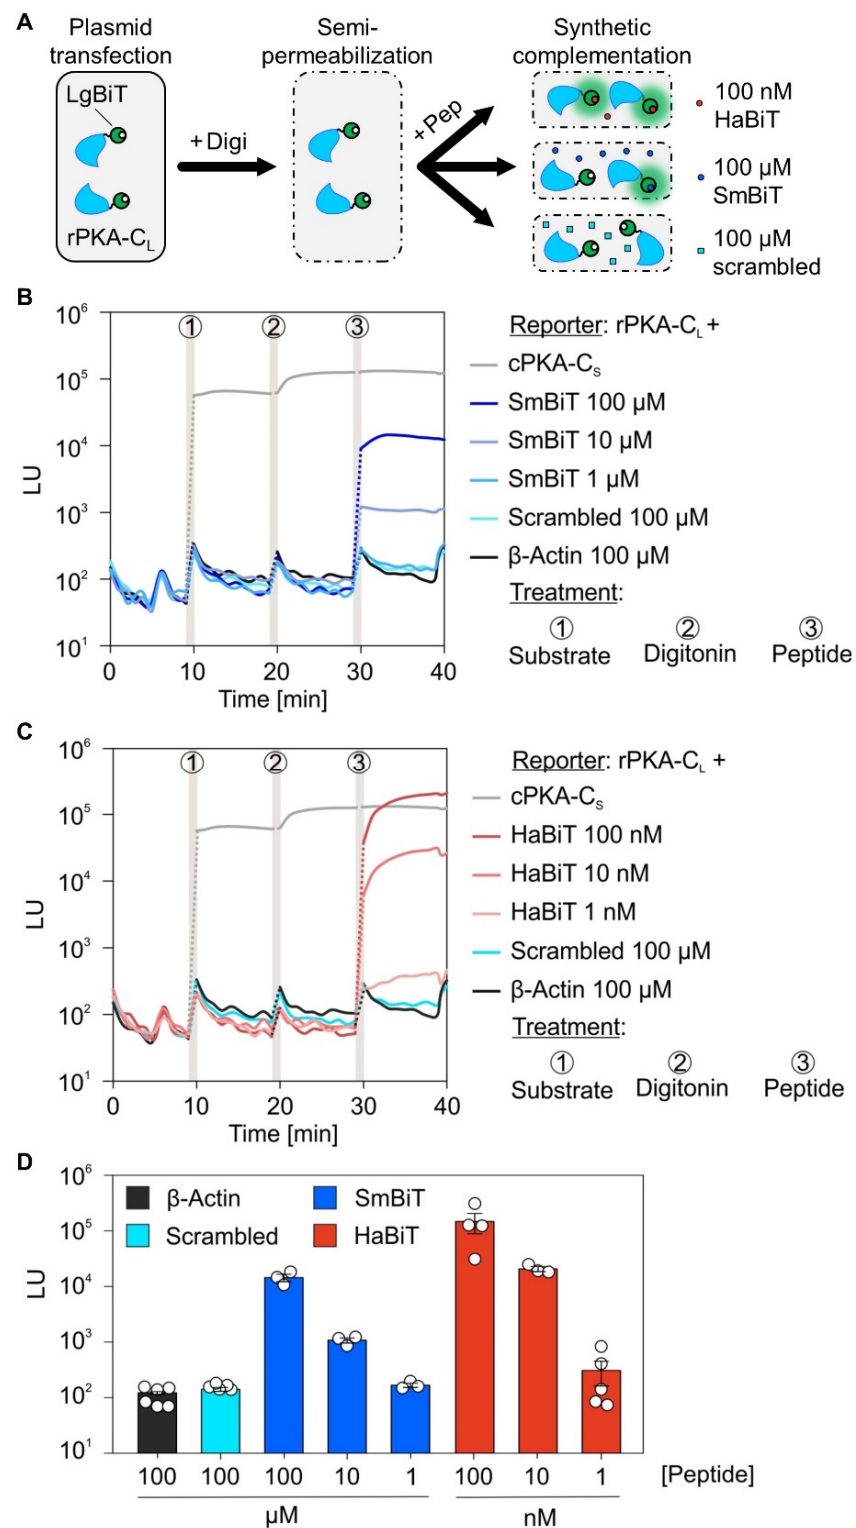 A
Plasmid
transfection
Semi-
permeabilization
Synthetic
complementation
LgBiT
rPKA-CL
+ Digi
+Pep
100 nM
HaBiT
100 µM
SmBiT
100 µM
scrambled
B
10⁶
10⁵
10⁴
10³
10²
10¹
LU
① ② ③
0 10 20 30 40
Time [min]
Reporter: rPKA-CL +
cPKA-CS
SmBiT 100 µM
SmBiT 10 µM
SmBiT 1 µM
Scrambled 100 µM
β-Actin 100 µM
Treatment:
① ② ③
Substrate Digitonin Peptide
C
10⁶
10⁵
10⁴
10³
10²
10¹
LU
① ② ③
0 10 20 30 40
Time [min]
Reporter: rPKA-CL +
cPKA-CS
HaBiT 100 nM
HaBiT 10 nM
HaBiT 1 nM
Scrambled 100 µM
β-Actin 100 µM
Treatment:
① ② ③
Substrate Digitonin Peptide
D
10⁶
10⁵
10⁴
10³
10²
10¹
LU
β-Actin SmBiT
Scrambled HaBiT
100 100 100 10 1 100 10 1 [Peptide]
µM nM